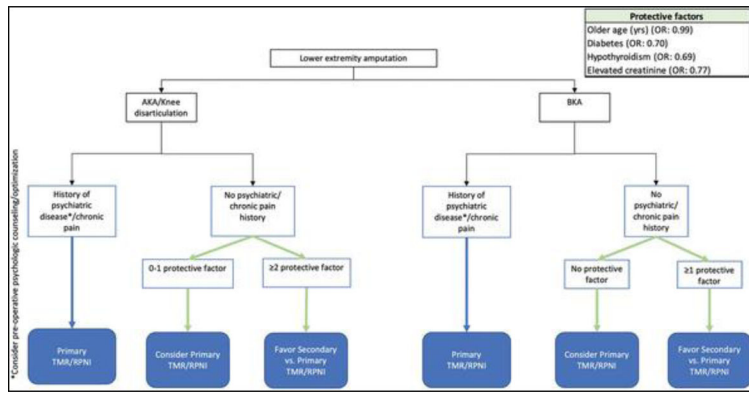 Protective factors
Older age (yrs) (OR: 0.99)
Diabetes (OR: 0.70)
Hypothyroidism (OR: 0.69)
Elevated creatinine (OR: 0.77)
Lower extremity amputation
AKA/Knee
disarticulation
BKA
History of
psychiatric
disease*/chronic
pain
No psychiatric/
chronic pain
history
History of
psychiatric
disease*/chronic
pain
No
psychiatric/
chronic pain
history
0-1 protective factor
≥2 protective factor
No protective
factor
≥1 protective
factor
Primary
TMR/RPNI
Consider Primary
TMR/RPNI
Favor Secondary
vs. Primary
TMR/RPNI
Primary
TMR/RPNI
Consider Primary
TMR/RPNI
Favor Secondary
vs. Primary
TMR/RPNI
*Consider pre-operative psychologic counseling/optimization